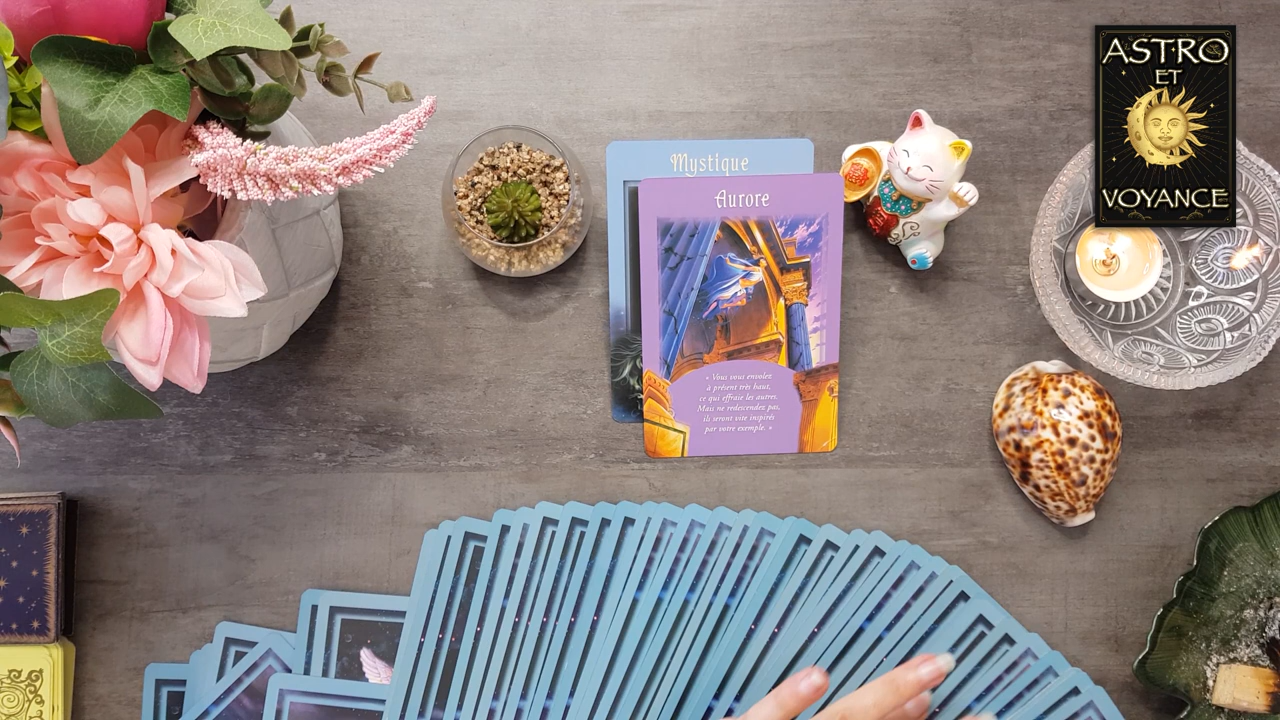 Mystique
Aurore
« Vous vous envolez
à présent très haut,
ce qui effraie les autres.
Mais ne redescendez pas,
ils seront vite inspirés
par votre exemple. »
ASTRO
ET
VOYANCE